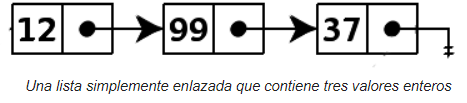 12 99 37
Una lista simplemente enlazada que contiene tres valores enteros